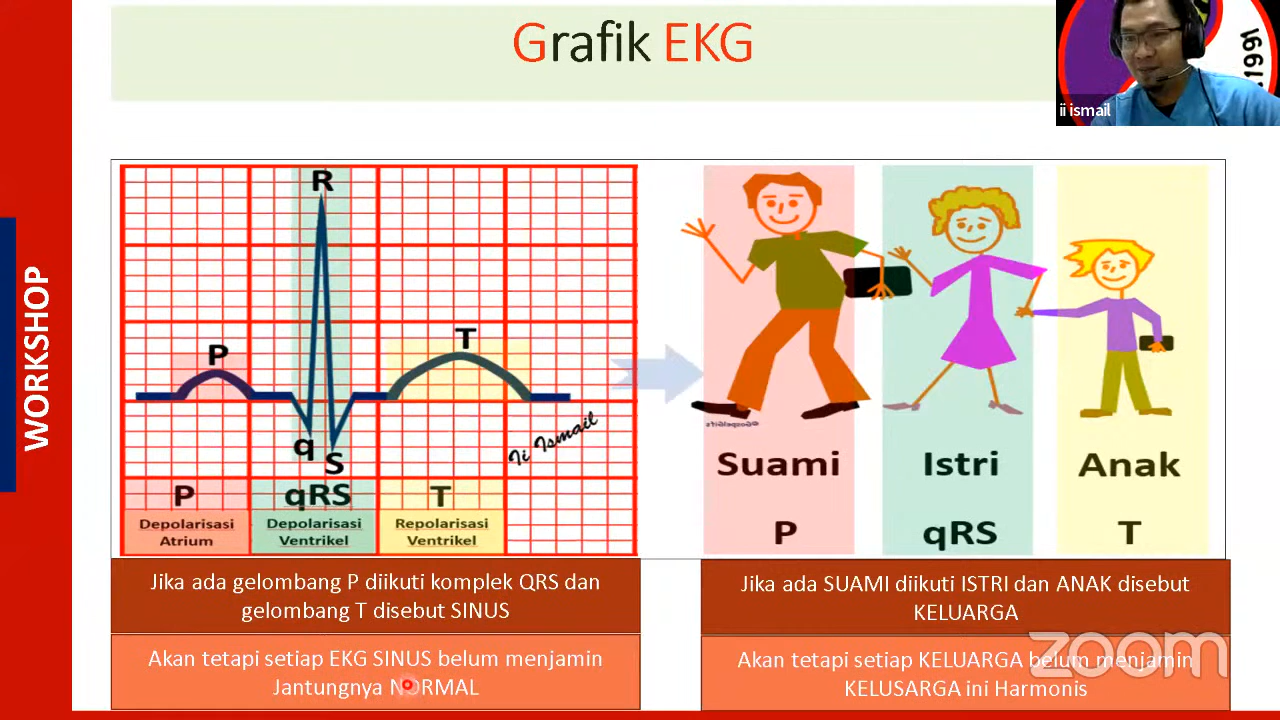 Grafik EKG
1991
ii ismail
WORKSHOP
R
P
T
q
S
Ii Ismail
P
qRS
T
Depolarisasi
Atrium
Depolarisasi
Ventrikel
Repolarisasi
Ventrikel
@GospelGifs
Suami
Istri
Anak
P
qRS
T
Jika ada gelombang P diikuti komplek QRS dan
gelombang T disebut SINUS
Akan tetapi setiap EKG SINUS belum menjamin
Jantungnya NORMAL
Jika ada SUAMI diikuti ISTRI dan ANAK disebut
KELUARGA
Akan tetapi setiap KELUARGA belum menjamin
KELUSARGA ini Harmonis
zoom